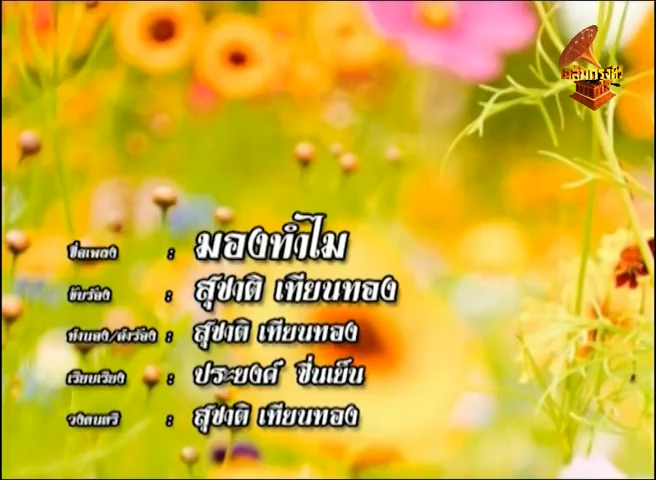 ชื่อเพลง : มองทำไม
ขับร้อง : สุชาติ เทียนทอง
ทำนอง/คำร้อง : สุชาติ เทียนทอง
เรียบเรียง : ประยงค์ ชื่นเย็น
วงดนตรี : สุชาติ เทียนทอง